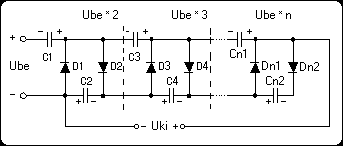 Ube * 2 Ube * 3 Ube * n
+ - + - + - +
C1 C3 Cn1
Ube D1 D2 D3 D4 Dn1 Dn2
C2 C4 Cn2
- + - + - + -
- Uki +